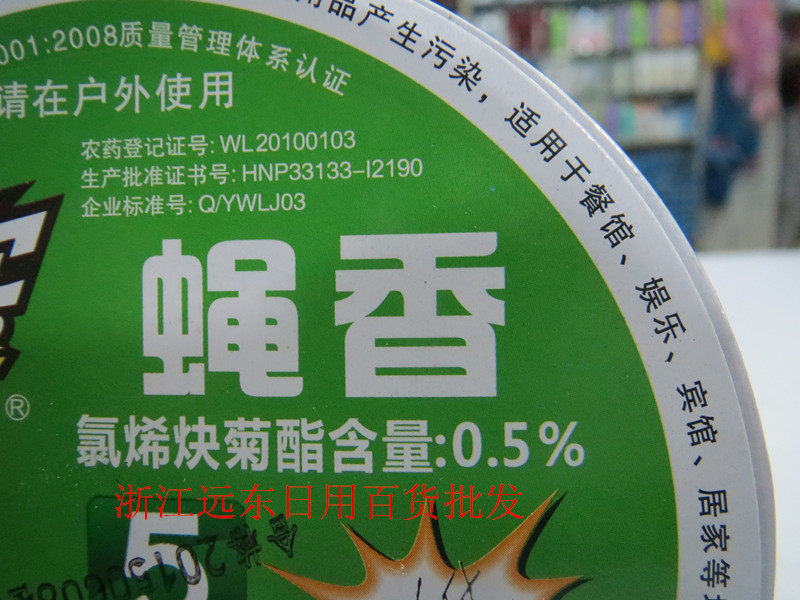 001:2008质量管理体系认证
请在户外使用
农药登记证号: WL20100103
生产批准证书号: HNP33133-I2190
企业标准号: Q/YWLJ03
用品产生污染，适用于餐馆、娱乐、宾馆、居家等
蝇香
®
氯烯炔菊酯含量:0.5%
浙江远东日用百货批发
5